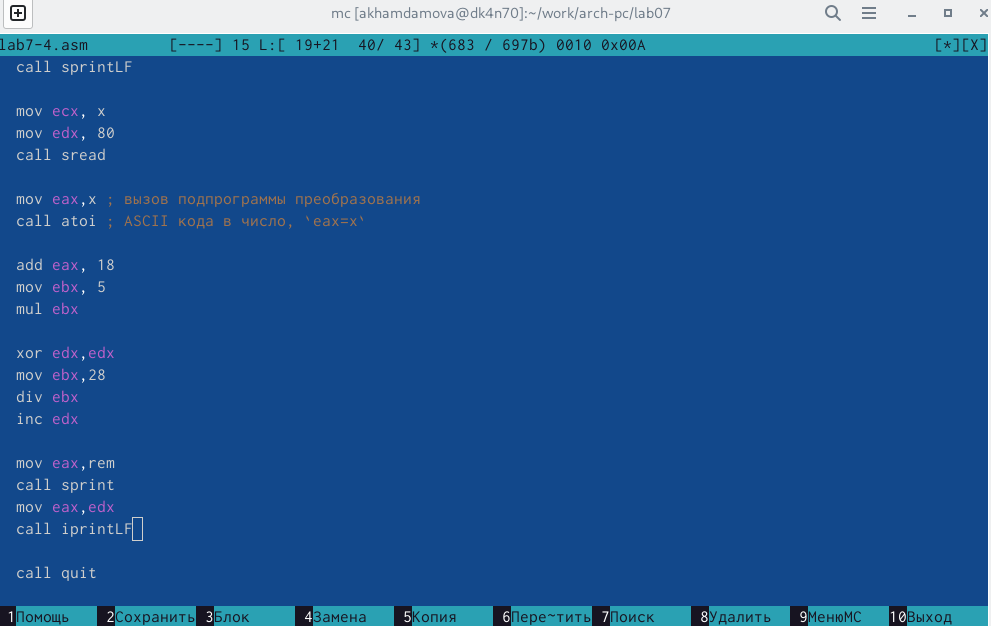 mc [akhamdamova@dk4n70]:~/work/arch-pc/lab07
lab7-4.asm [----] 15 L:[ 19+21 40/ 43] *(683 / 697b) 0010 0x00A [*][X]
call sprintLF
mov ecx, x
mov edx, 80
call sread
mov eax,x ; вызов подпрограммы преобразования
call atoi ; ASCII кода в число, `eax=x`
add eax, 18
mov ebx, 5
mul ebx
xor edx,edx
mov ebx,28
div ebx
inc edx
mov eax,rem
call sprint
mov eax,edx
call iprintLF
call quit
1Помощь 2Сохранить 3Блок 4Замена 5Копия 6Пере~тить 7Поиск 8Удалить 9МенюМС 10Выход